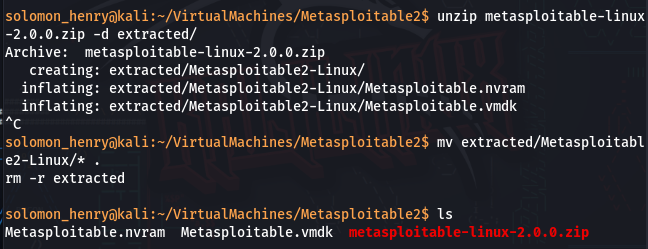 solomon_henry@kali:~/VirtualMachines/Metasploitable2$ unzip metasploitable-linux
-2.0.0.zip -d extracted/
Archive:  metasploitable-linux-2.0.0.zip
   creating: extracted/Metasploitable2-Linux/
  inflating: extracted/Metasploitable2-Linux/Metasploitable.nvram
  inflating: extracted/Metasploitable2-Linux/Metasploitable.vmdk
^C
solomon_henry@kali:~/VirtualMachines/Metasploitable2$ mv extracted/Metasploitabl
e2-Linux/* .
rm -r extracted
solomon_henry@kali:~/VirtualMachines/Metasploitable2$ ls
Metasploitable.nvram  Metasploitable.vmdk  metasploitable-linux-2.0.0.zip